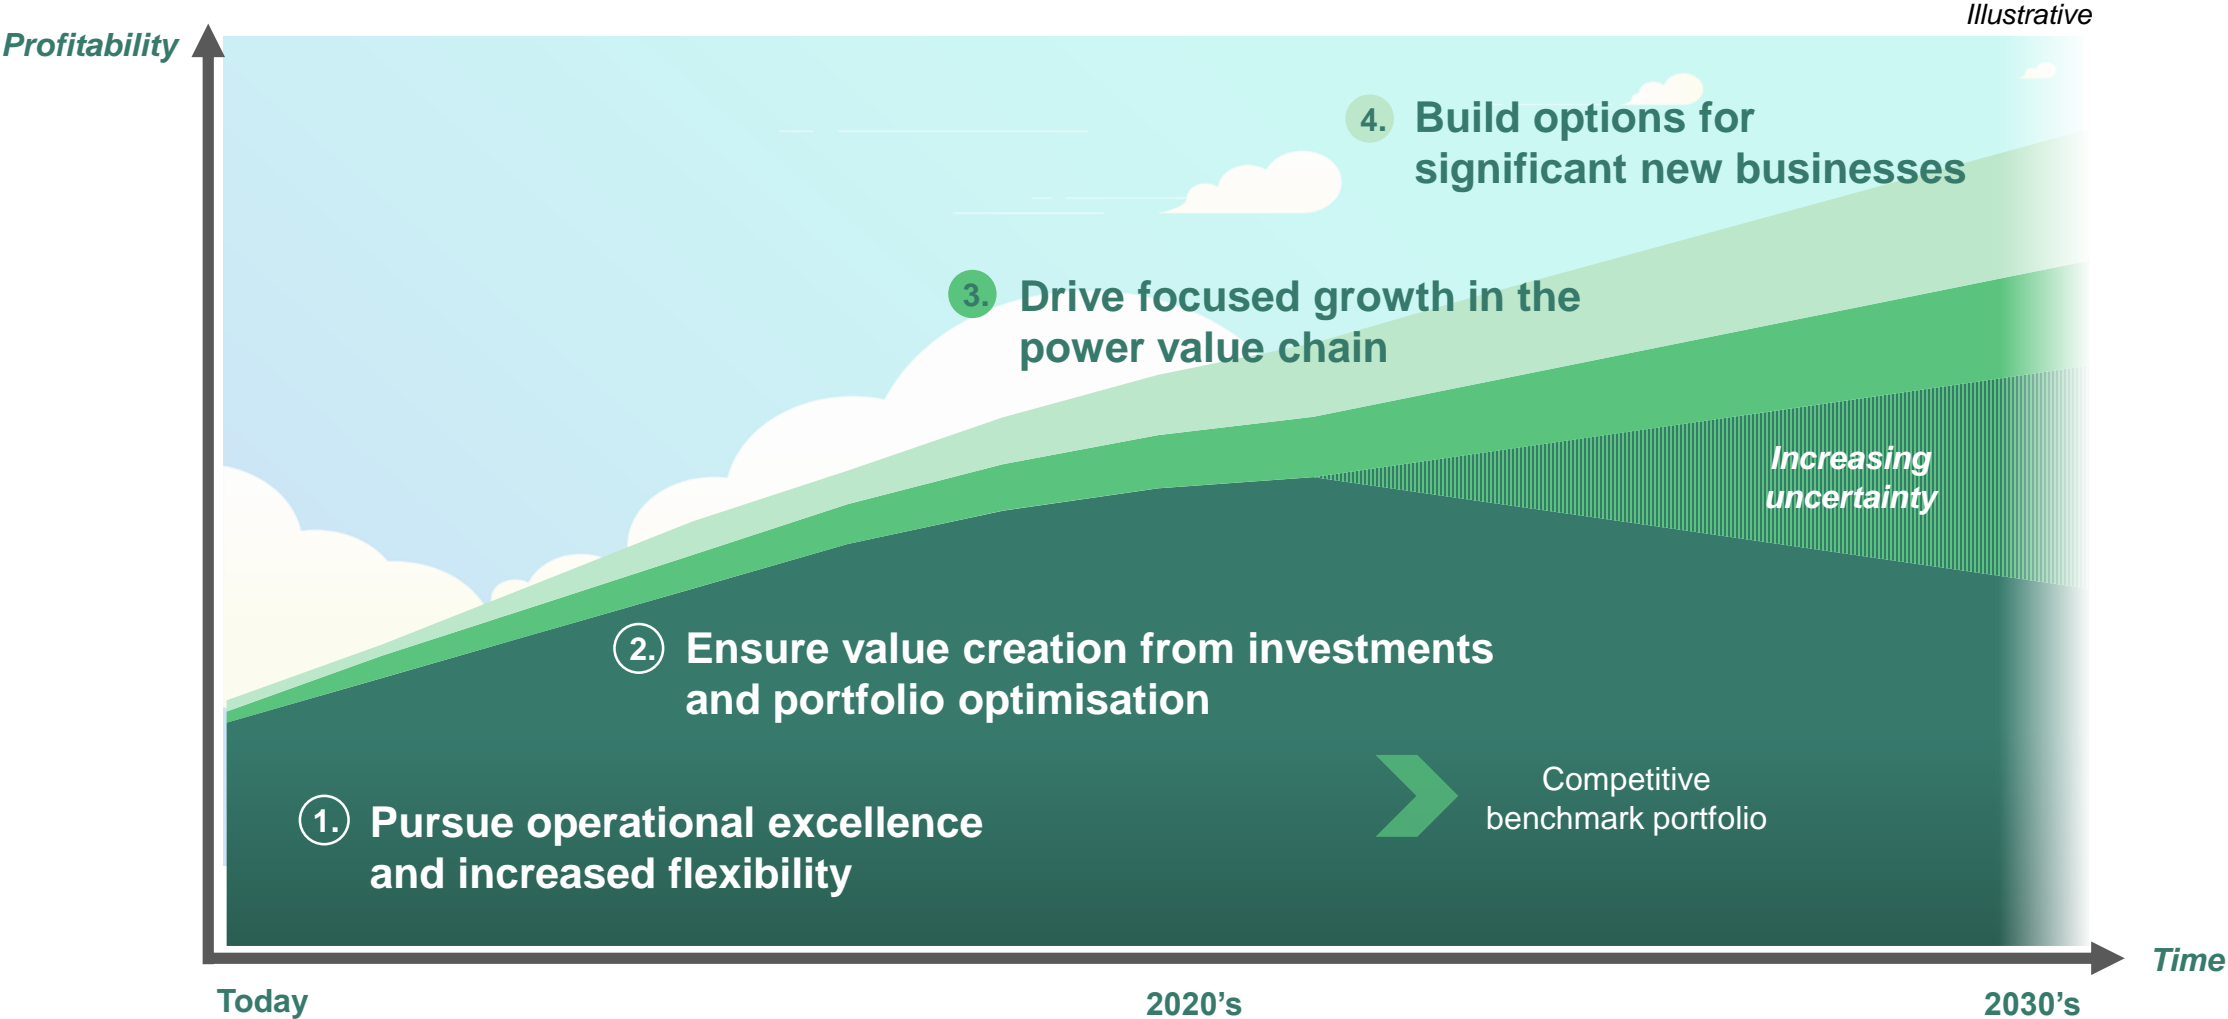 Illustrative
Profitability
4. Build options for
significant new businesses
3. Drive focused growth in the
power value chain
Increasing
uncertainty
2. Ensure value creation from investments
and portfolio optimisation
Competitive
benchmark portfolio
1. Pursue operational excellence
and increased flexibility
Time
Today
2020’s
2030’s